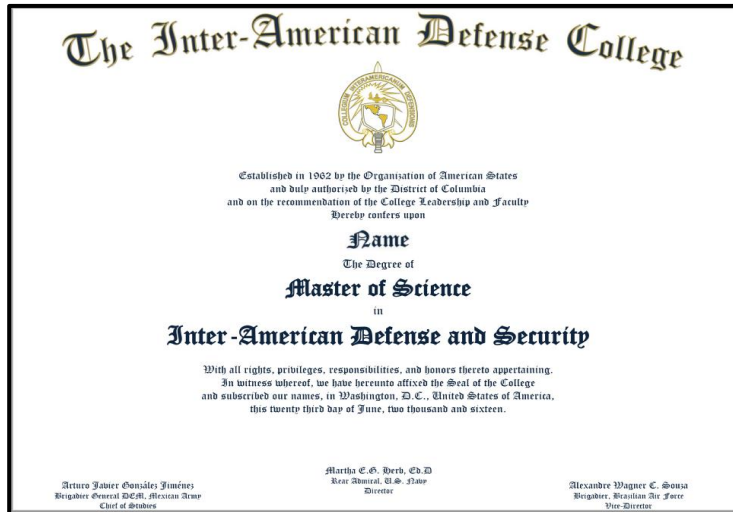 The Inter-American Defense College
COLLEGIUM INTERAMERICANUM DEFENSIONIS
Established in 1962 by the Organization of American States
and duly authorized by the District of Columbia
and on the recommendation of the College Leadership and Faculty
Hereby confers upon
Name
The Degree of
Master of Science
in
Inter-American Defense and Security
With all rights, privileges, responsibilities, and honors thereto appertaining.
In witness whereof, we have hereunto affixed the Seal of the College
and subscribed our names, in Washington, D.C., United States of America,
this twenty third day of June, two thousand and sixteen.
Arturo Javier González Jiménez
Brigadier General DEM, Mexican Army
Chief of Studies
Martha E.G. Herb, Ed.D
Rear Admiral, U.S. Navy
Director
Alexandre Wagner C. Souza
Brigadier, Brazilian Air Force
Vice-Director